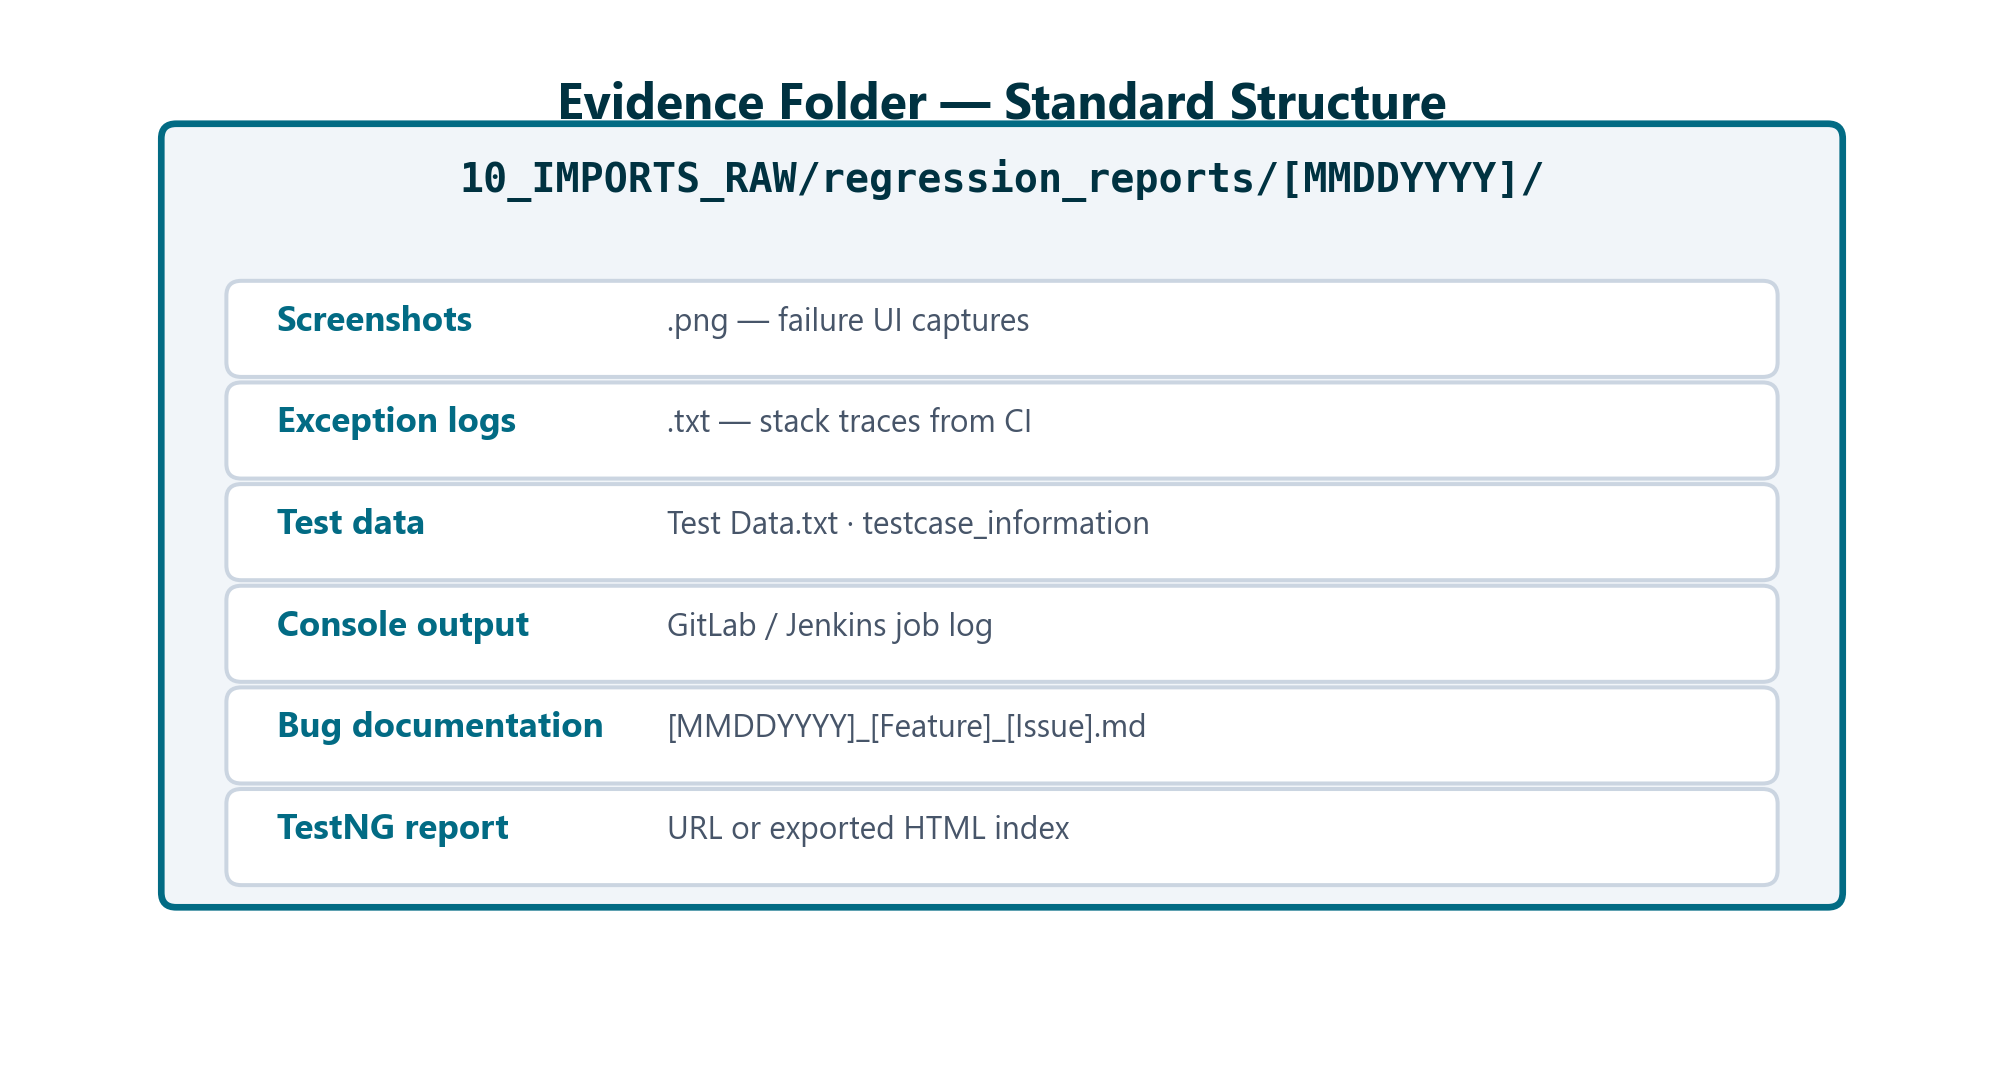 Evidence Folder — Standard Structure
10_IMPORTS_RAW/regression_reports/[MMDDYYYY]/
Screenshots .png — failure UI captures
Exception logs .txt — stack traces from CI
Test data Test Data.txt · testcase_information
Console output GitLab / Jenkins job log
Bug documentation [MMDDYYYY]_[Feature]_[Issue].md
TestNG report URL or exported HTML index